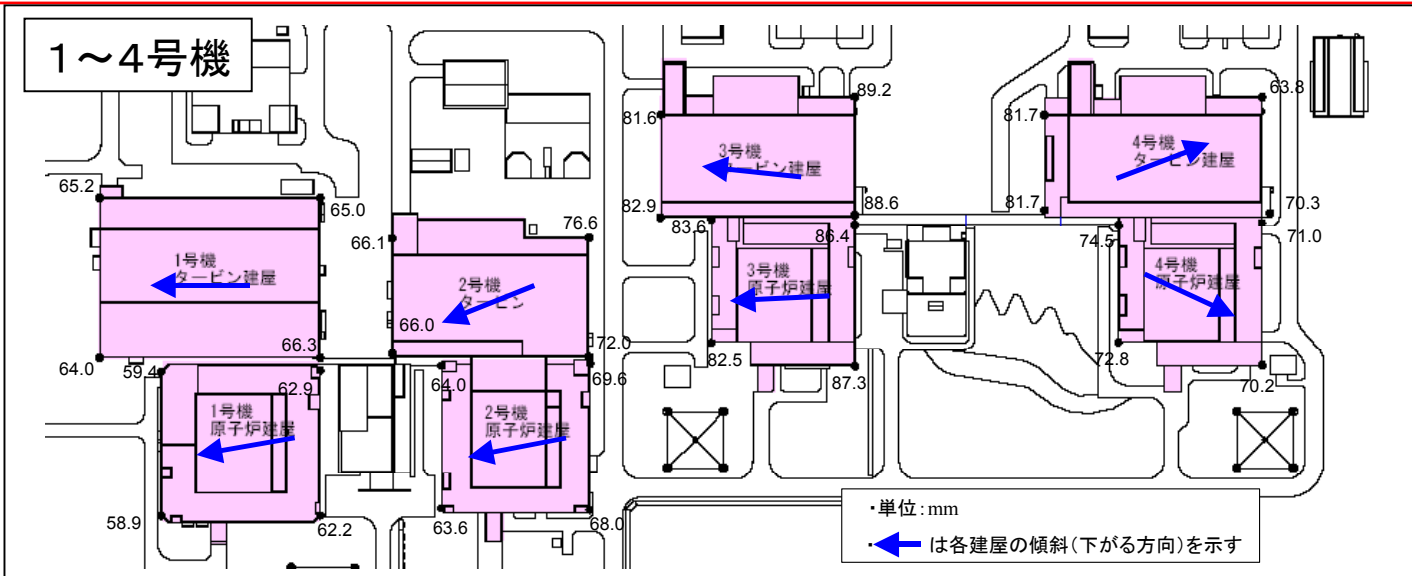 1～4号機
89.2
63.8
81.6
81.7
3号機
タービン建屋
4号機
タービン建屋
65.2
65.0
82.9
83.6
88.6
86.4
81.7
74.5
70.3
71.0
66.1
76.6
1号機
タービン建屋
2号機
タービン
3号機
原子炉建屋
4号機
原子炉建屋
66.0
72.0
66.3
64.0
59.4
62.9
64.0
69.6
82.5
87.3
72.8
70.2
1号機
原子炉建屋
2号機
原子炉建屋
58.9
62.2
63.6
68.0
・単位：mm
・は各建屋の傾斜（下がる方向）を示す